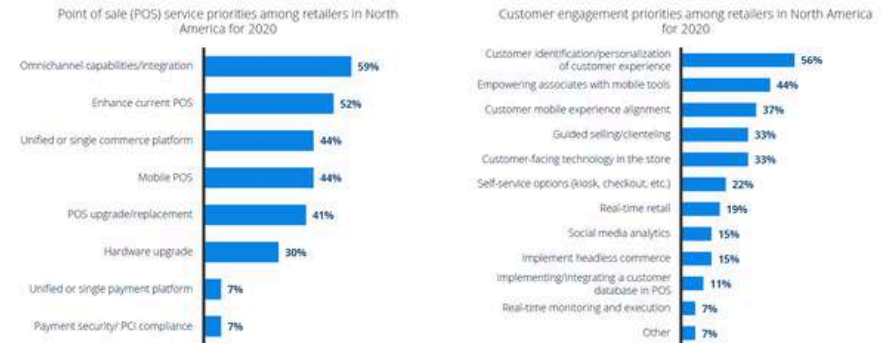 Point of sale (POS) service priorities among retailers in North
America for 2020
Omnichannel capabilities/integration
59%
Enhance current POS
52%
Unified or single commerce platform
44%
Mobile POS
44%
POS upgrade/replacement
41%
Hardware upgrade
30%
Unified or single payment platform
7%
Payment security/ PCI compliance
7%
Customer engagement priorities among retailers in North America
for 2020
Customer identification/personalization
of customer experience
56%
Empowering associates with mobile tools
44%
Customer mobile experience alignment
37%
Guided selling/clienteling
33%
Customer-facing technology in the store
33%
Self-service options (kiosk, checkout, etc.)
22%
Real-time retail
19%
Social media analytics
15%
Implement headless commerce
15%
Implementing/integrating a customer
database in POS
11%
Real-time monitoring and execution
7%
Other
7%